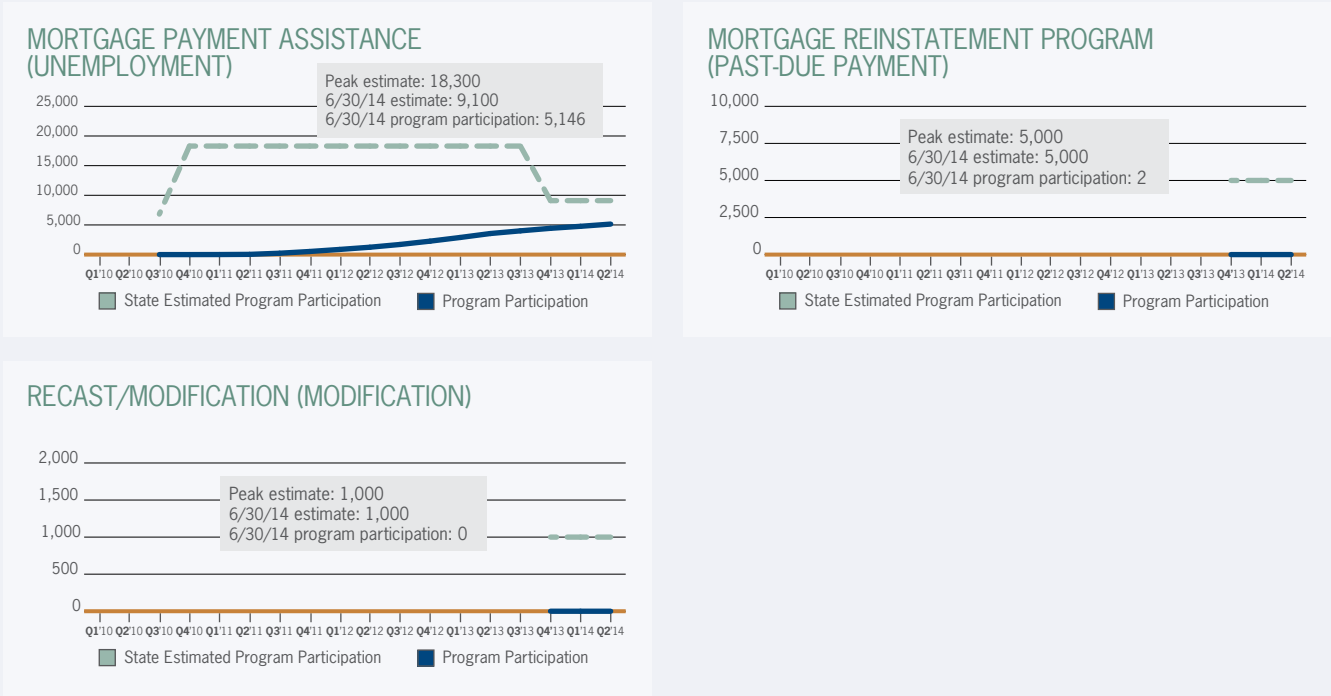 MORTGAGE PAYMENT ASSISTANCE
(UNEMPLOYMENT)
Peak estimate: 18,300
6/30/14 estimate: 9,100
6/30/14 program participation: 5,146
25,000
20,000
15,000
10,000
5,000
0
Q1'10 Q2'10 Q3'10 Q4'10 Q1'11 Q2'11 Q3'11 Q4'11 Q1'12 Q2'12 Q3'12 Q4'12 Q1'13 Q2'13 Q3'13 Q4'13 Q1'14 Q2'14
State Estimated Program Participation Program Participation
MORTGAGE REINSTATEMENT PROGRAM
(PAST-DUE PAYMENT)
Peak estimate: 5,000
6/30/14 estimate: 5,000
6/30/14 program participation: 2
10,000
7,500
5,000
2,500
0
Q1'10 Q2'10 Q3'10 Q4'10 Q1'11 Q2'11 Q3'11 Q4'11 Q1'12 Q2'12 Q3'12 Q4'12 Q1'13 Q2'13 Q3'13 Q4'13 Q1'14 Q2'14
State Estimated Program Participation Program Participation
RECAST/MODIFICATION (MODIFICATION)
Peak estimate: 1,000
6/30/14 estimate: 1,000
6/30/14 program participation: 0
2,000
1,500
1,000
500
0
Q1'10 Q2'10 Q3'10 Q4'10 Q1'11 Q2'11 Q3'11 Q4'11 Q1'12 Q2'12 Q3'12 Q4'12 Q1'13 Q2'13 Q3'13 Q4'13 Q1'14 Q2'14
State Estimated Program Participation Program Participation